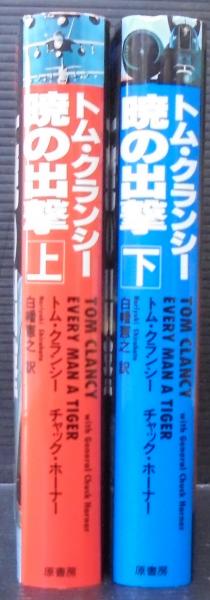 トム・クランシー
暁の出撃
上
TOM CLANCY
EVERY MAN A TIGER
with General Chuck Horner
トム・クランシー チャック・ホーナー
白幡憲之 訳
Noriyuki Shirahata
原書房
トム・クランシー
暁の出撃
下
TOM CLANCY
EVERY MAN A TIGER
with General Chuck Horner
トム・クランシー チャック・ホーナー
白幡憲之 訳
Noriyuki Shirahata
原書房